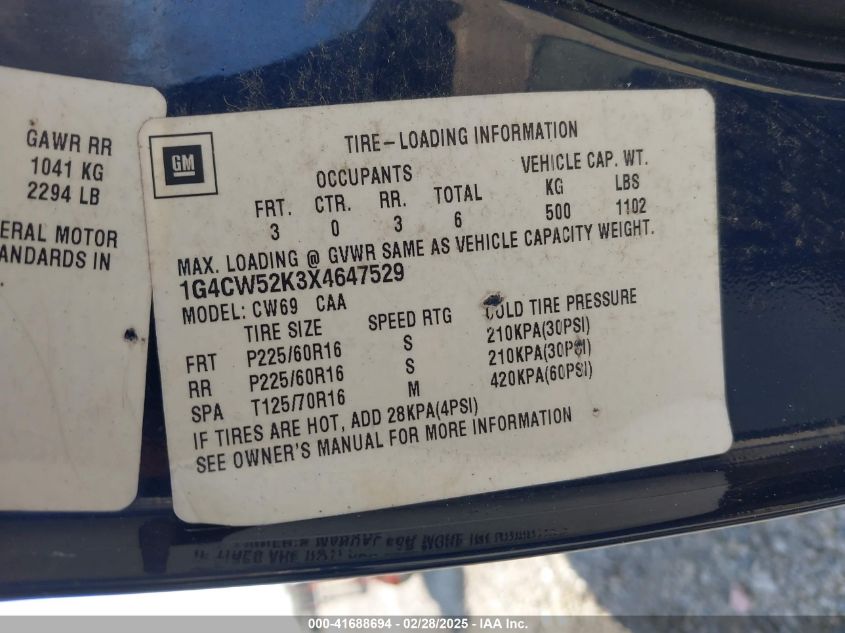 GAWR RR
1041 KG
2294 LB
ERAL MOTOR
ANDARDS IN
GM
TIRE-LOADING INFORMATION
OCCUPANTS VEHICLE CAP. WT.
FRT. CTR. RR. TOTAL KG LBS
3 0 3 6 500 1102
MAX. LOADING @ GVWR SAME AS VEHICLE CAPACITY WEIGHT.
1G4CW52K3X4647529
MODEL: CW69 CAA
TIRE SIZE SPEED RTG COLD TIRE PRESSURE
FRT P225/60R16 S 210KPA(30PSI)
RR P225/60R16 S 210KPA(30PSI)
SPA T125/70R16 M 420KPA(60PSI)
IF TIRES ARE HOT, ADD 28KPA(4PSI)
SEE OWNER'S MANUAL FOR MORE INFORMATION
000-41688694 - 02/28/2025 - IAA Inc.